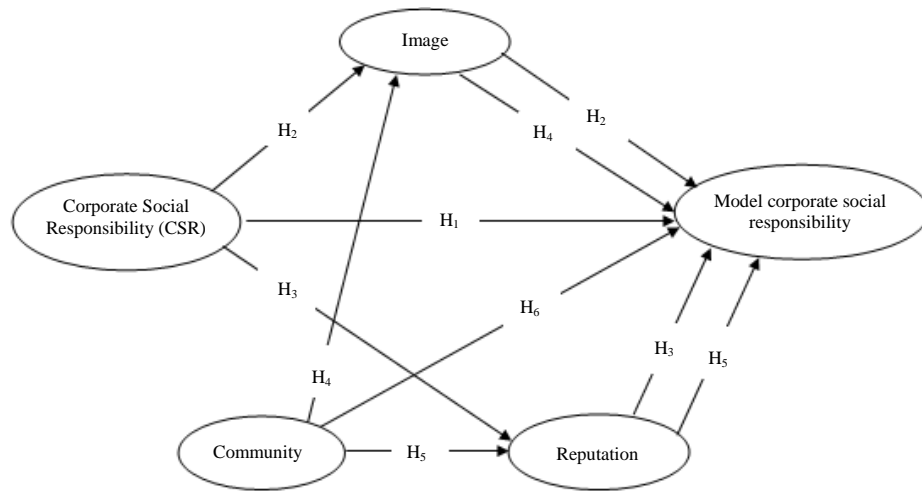 Image
H₂
H₂
H₄
Corporate Social
Responsibility (CSR)
Model corporate social
responsibility
H₁
H₃
H₆
H₃
H₅
H₄
Community
H₅
Reputation